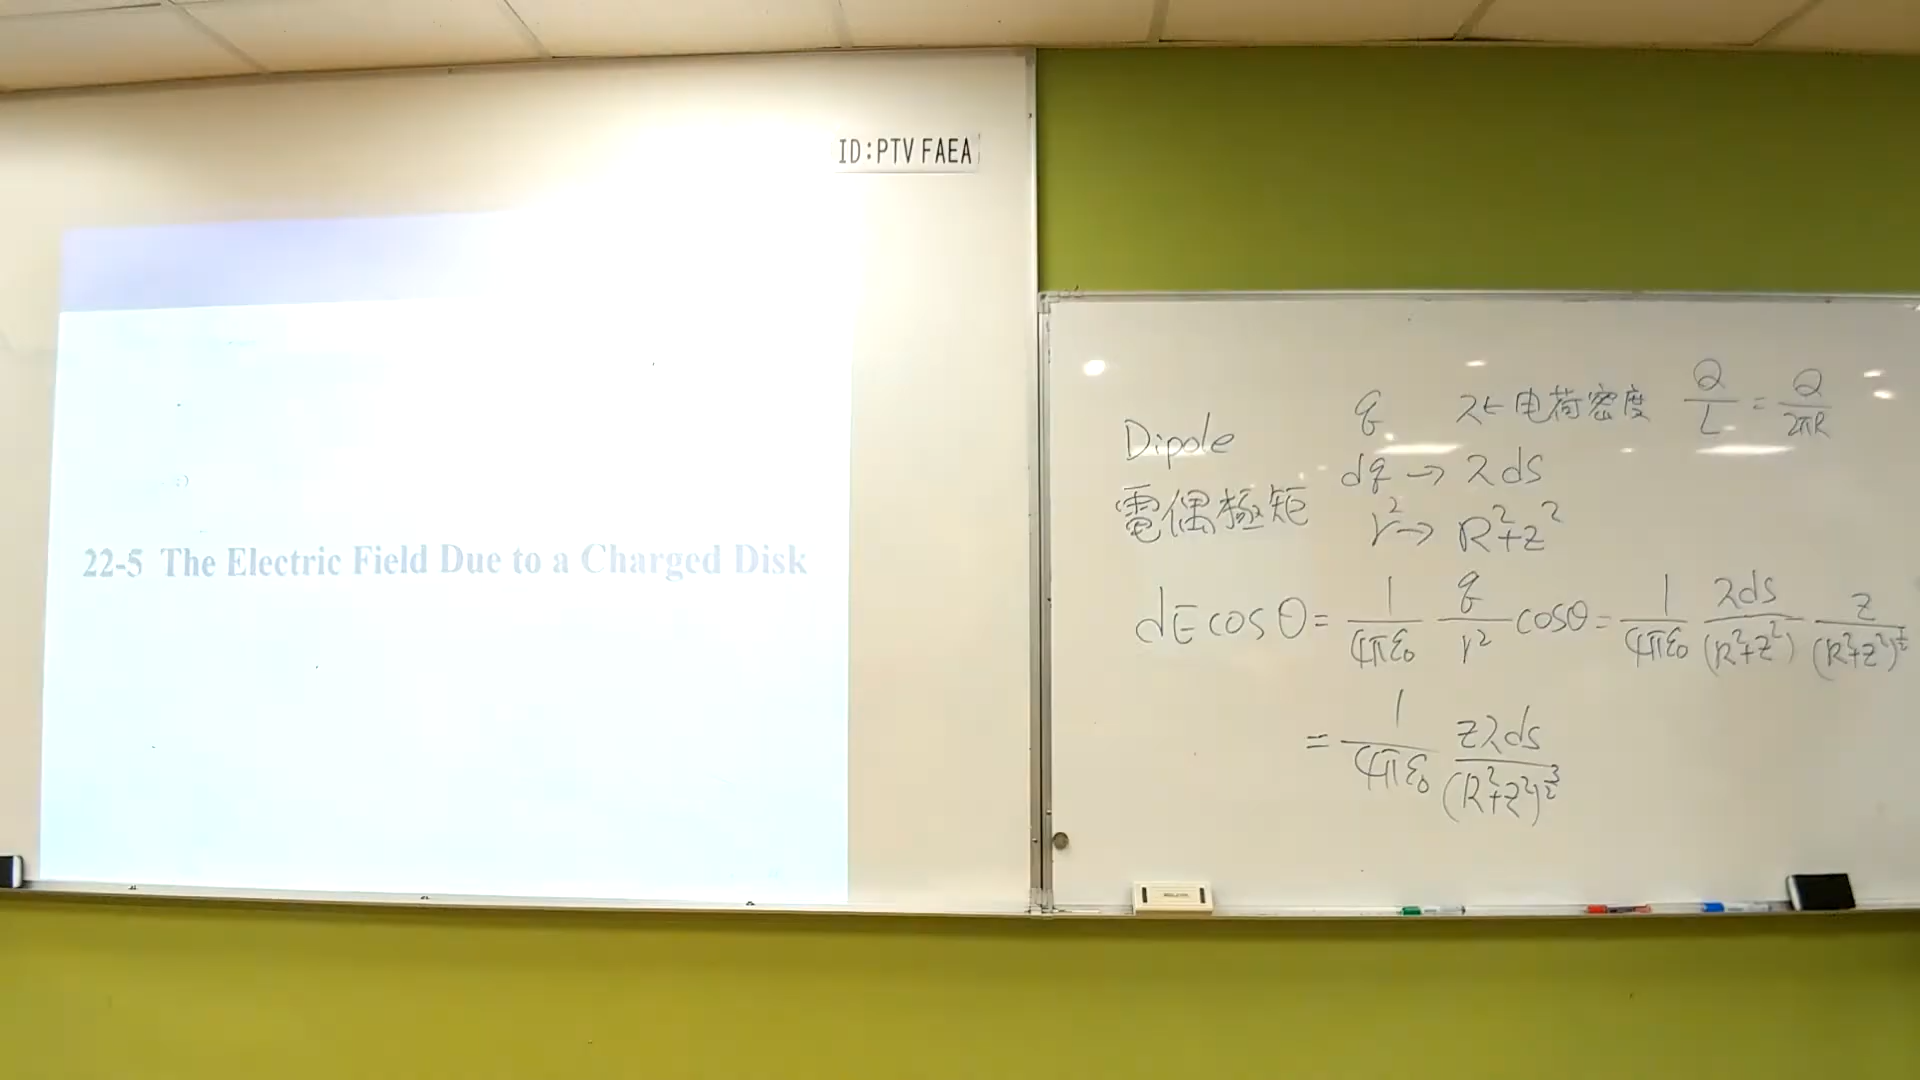 ID:PTV FAEA
22-5 The Electric Field Due to a Charged Disk
Dipole
電偶極矩
q λ← 电荷密度 Q/L = Q/2πR
dq → λds
r² → R²+z²
dE cosθ = 1/4πε₀ q/r² cosθ = 1/4πε₀ λds/(R²+z²) z/(R²+z²)^½
= 1/4πε₀ zλds/(R²+z²)^³⁄₂